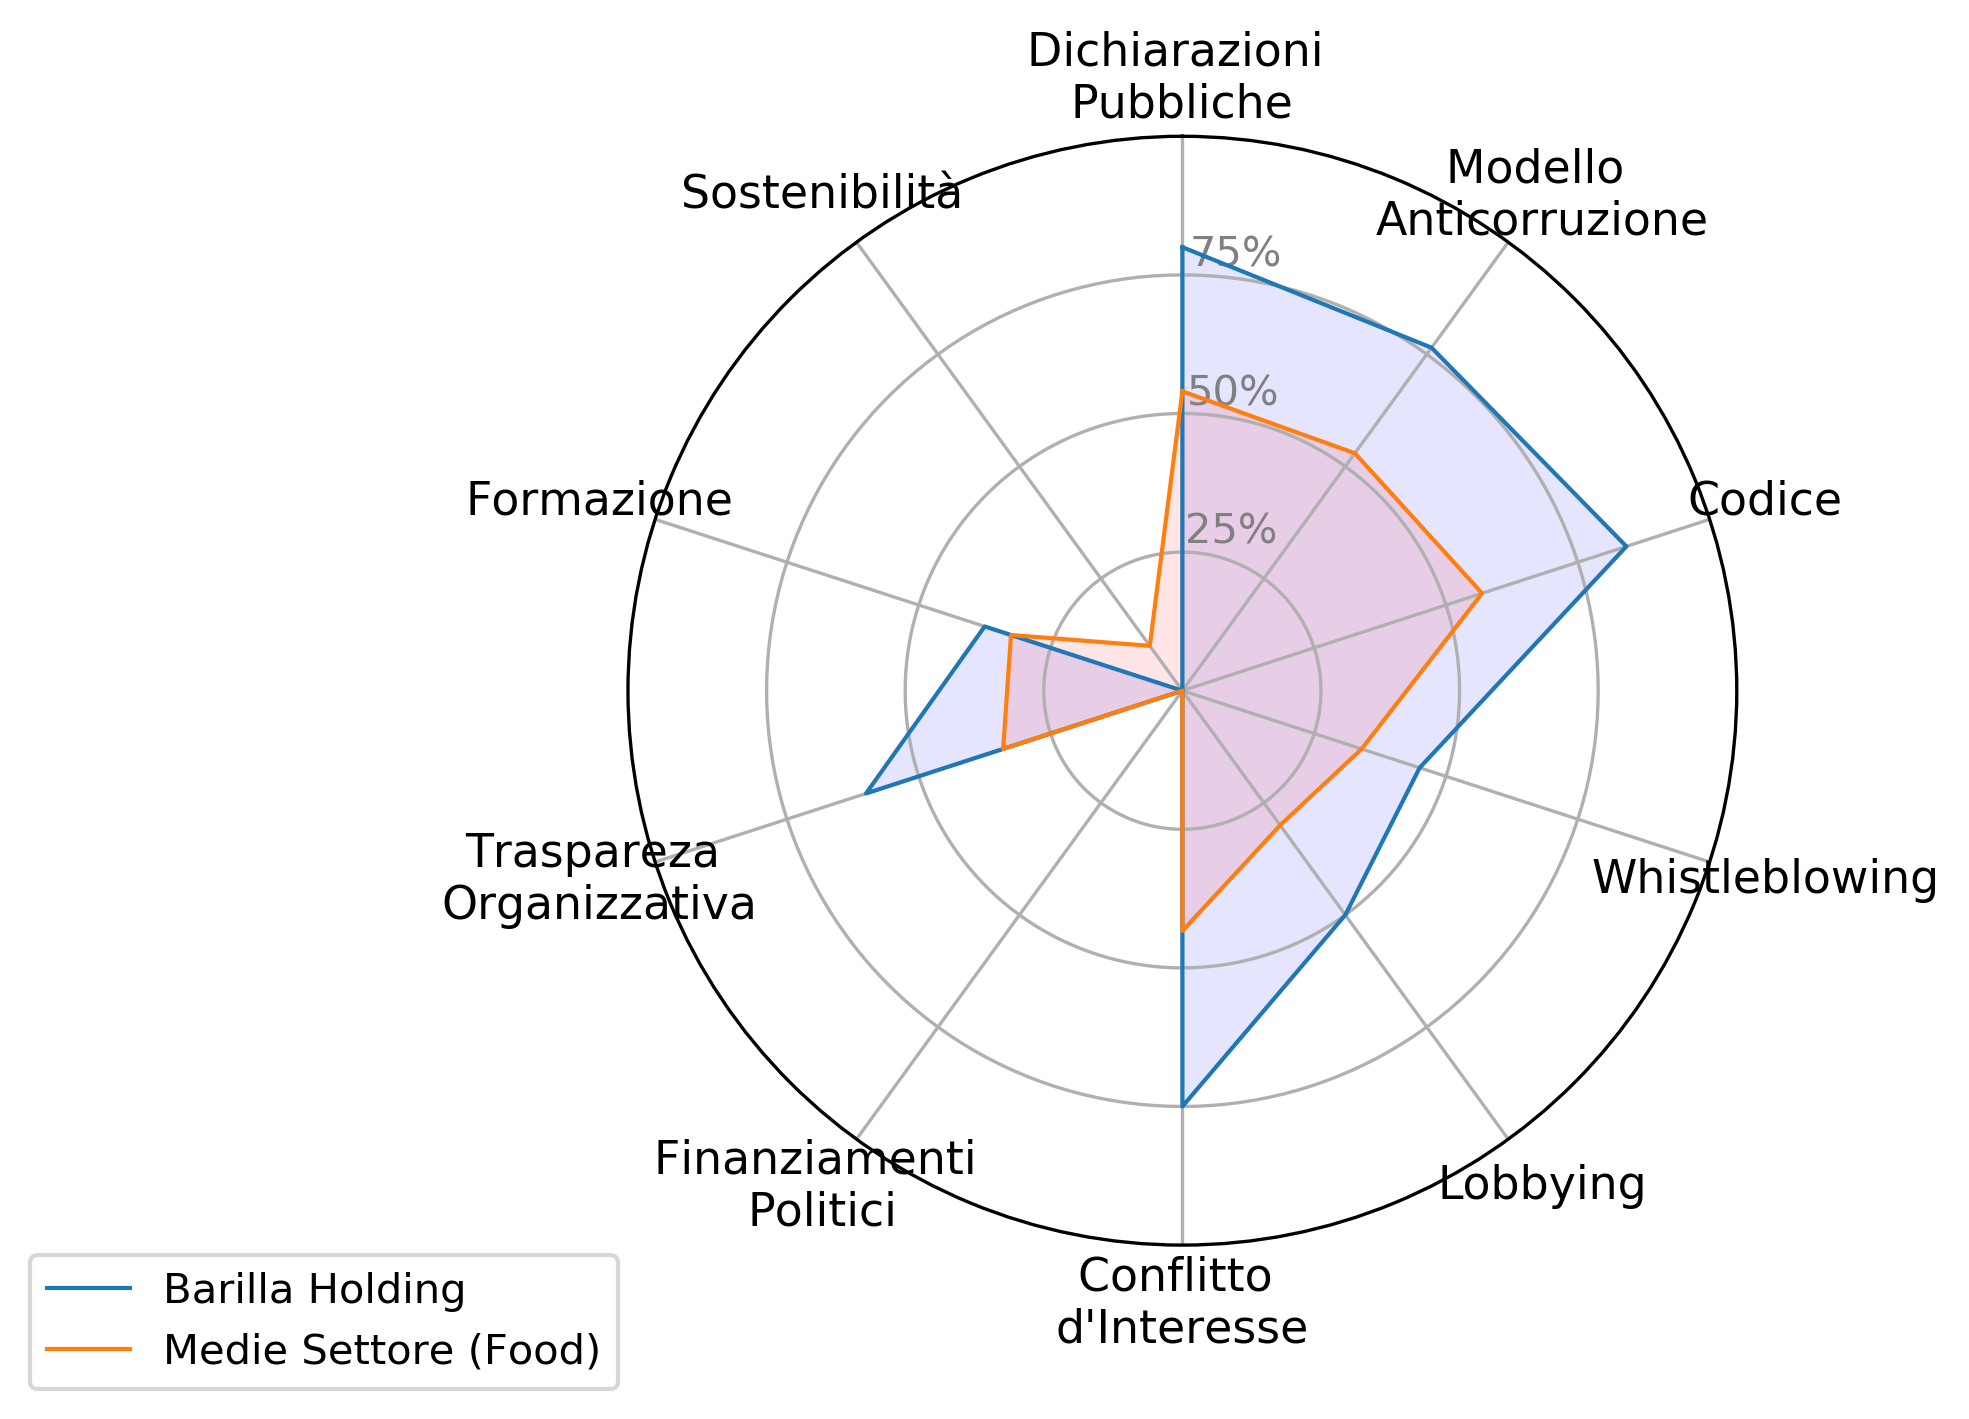 Dichiarazioni
Pubbliche
Modello
Anticorruzione
Sostenibilità
75%
50%
25%
Codice
Formazione
Traspareza
Organizzativa
Whistleblowing
Finanziamenti
Politici
Lobbying
Conflitto
d'Interesse
Barilla Holding
Medie Settore (Food)